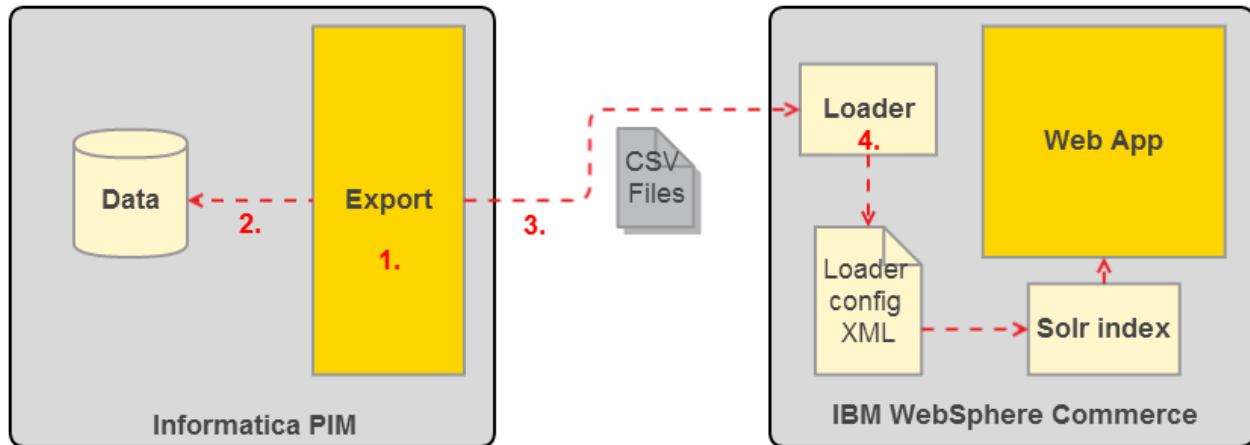 Data
2.
Export
1.
Informatica PIM
3.
CSV
Files
Loader
4.
Loader
config
XML
Web App
Solr index
IBM WebSphere Commerce